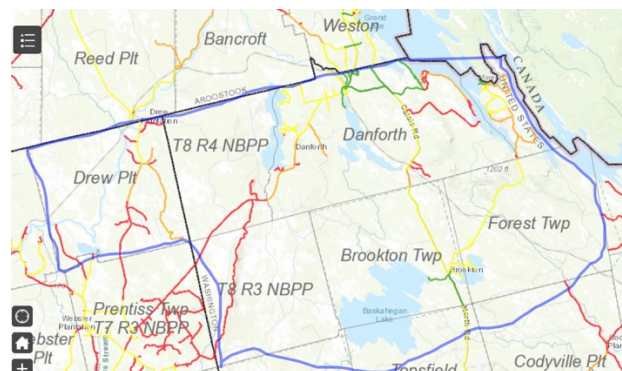 Weston
Grand
Bancroft
Reed Plt
CANADA
UNITED STATES
AROOSTOOK
Drew
Danforth
T8 R4 NBPP
Danforth
Drew Plt
1202 ft
Forest Twp
Brookton Twp
Brookton
T8 R3 NBPP
WASHINGTON
Prentiss Twp
T7 R3 NBPP
Baskahegan
Lake
Webster
Plantation
ebster
Plt
Topsfield
Codyville Plt